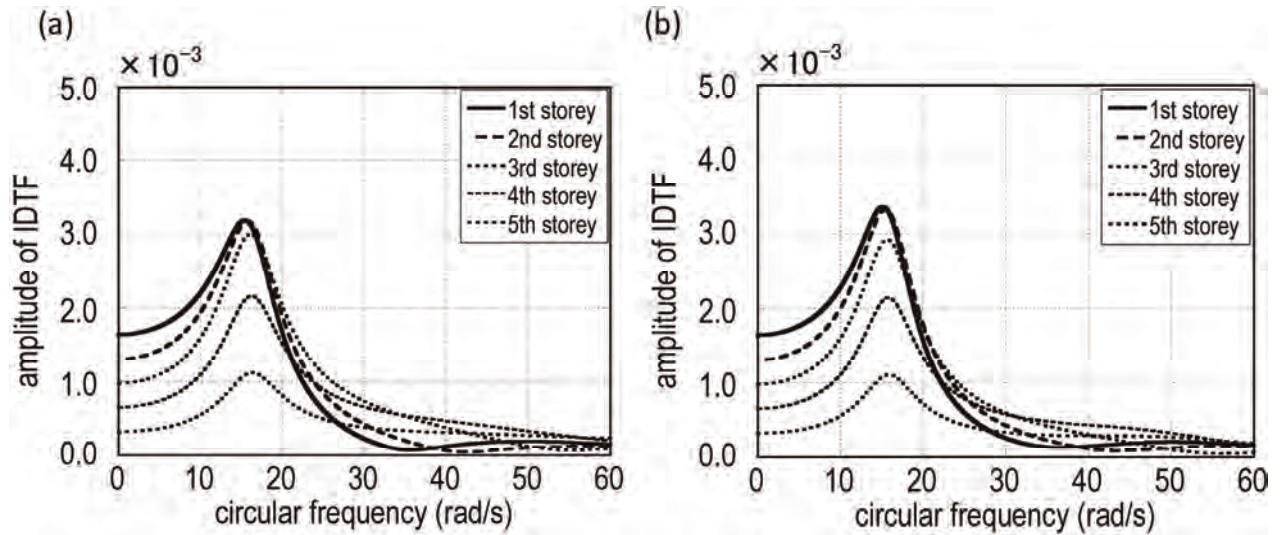 (a)
×10⁻³
5.0
4.0
3.0
2.0
1.0
0.0
amplitude of IDTF
1st storey
2nd storey
3rd storey
4th storey
5th storey
0 10 20 30 40 50 60
circular frequency (rad/s)
(b)
×10⁻³
5.0
4.0
3.0
2.0
1.0
0.0
amplitude of IDTF
1st storey
2nd storey
3rd storey
4th storey
5th storey
0 10 20 30 40 50 60
circular frequency (rad/s)